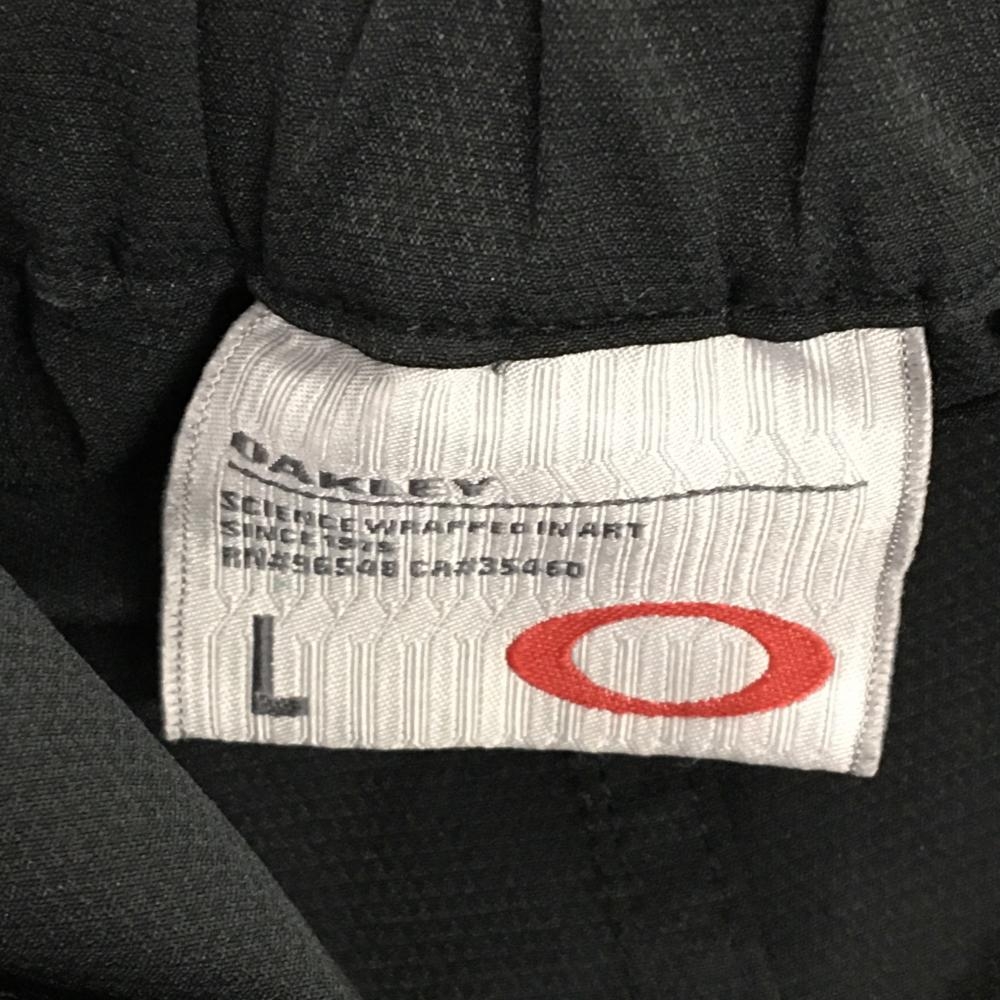 OAKLEY
SCIENCE WRAPPED IN ART
SINCE 1975
RN#96548 CA#35460
L